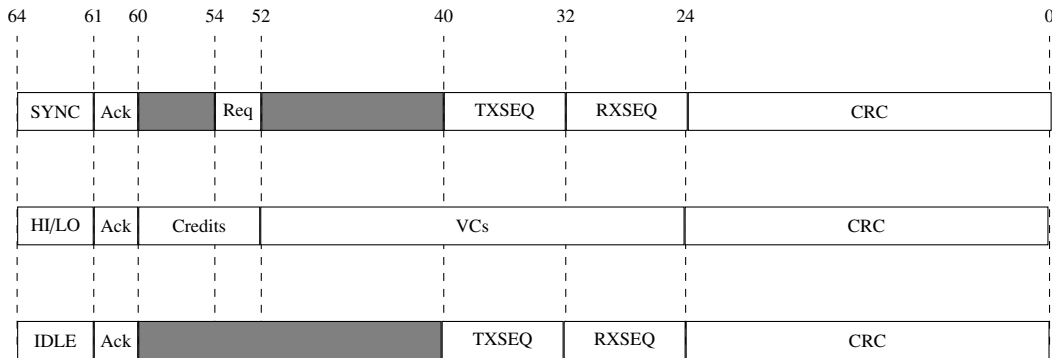 64 61 60 54 52 40 32 24 0
SYNC Ack Req TXSEQ RXSEQ CRC
HI/LO Ack Credits VCs CRC
IDLE Ack TXSEQ RXSEQ CRC